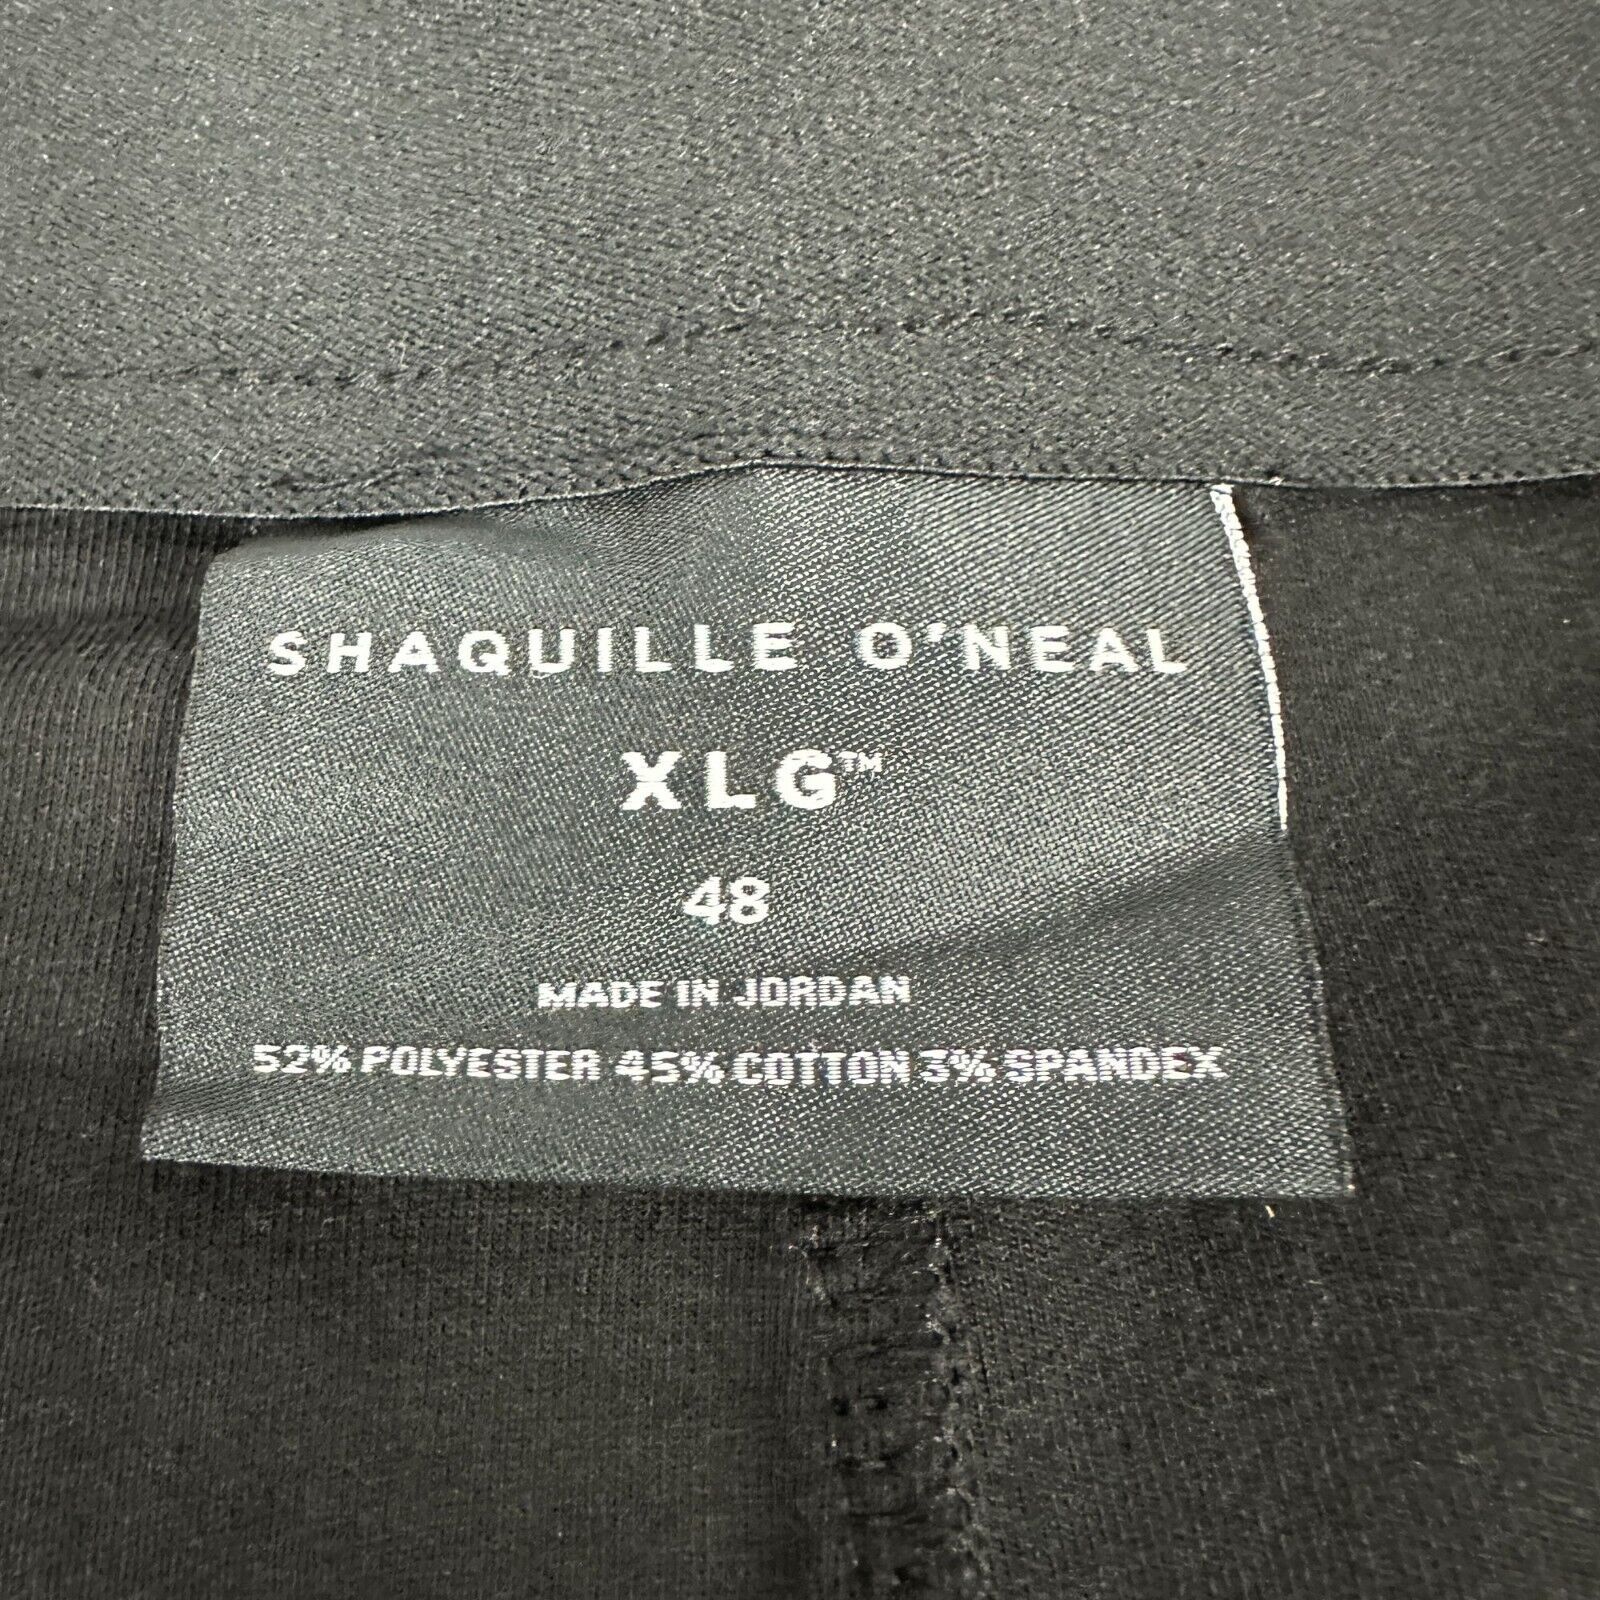 SHAQUILLE O'NEAL
XLG™
48
MADE IN JORDAN
52% POLYESTER 45% COTTON 3% SPANDEX